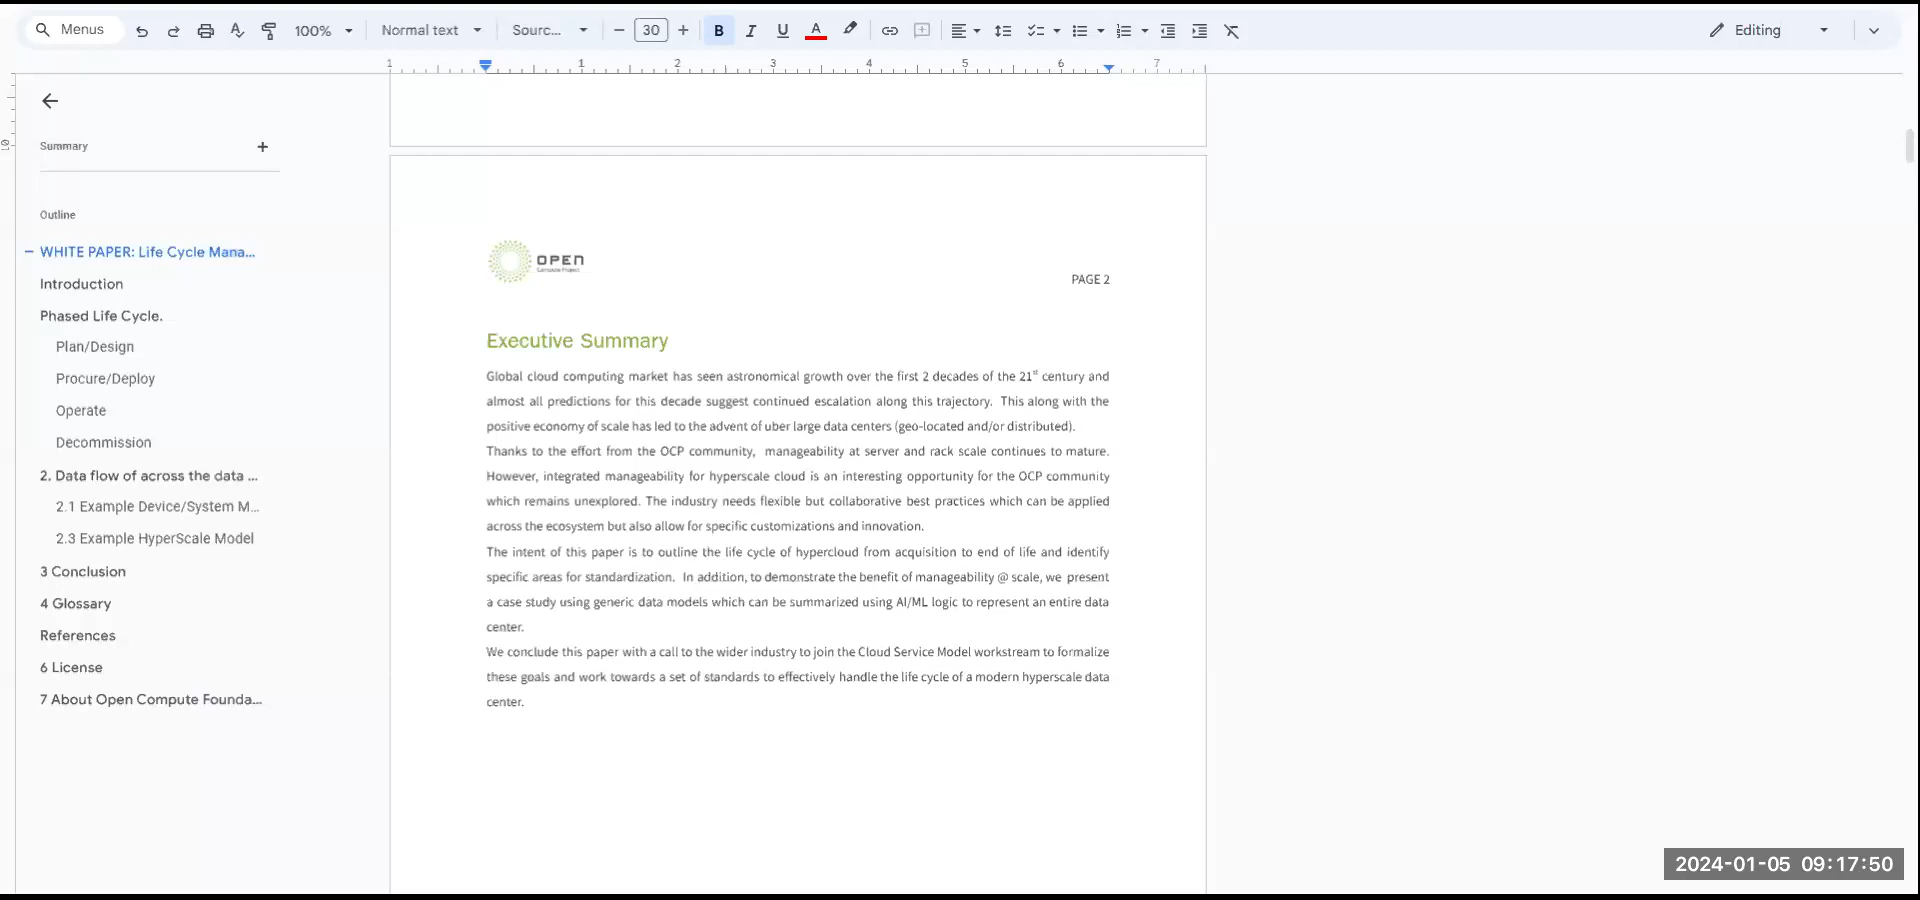 Menus 100% Normal text Sourc... − 30 + B I U A Editing
1 1 2 3 4 5 6 7
Summary +
Outline
WHITE PAPER: Life Cycle Mana...
Introduction
Phased Life Cycle.
Plan/Design
Procure/Deploy
Operate
Decommission
2. Data flow of across the data ...
2.1 Example Device/System M...
2.3 Example HyperScale Model
3 Conclusion
4 Glossary
References
6 License
7 About Open Compute Founda...
OPEN
Compute Project
PAGE 2
Executive Summary
Global cloud computing market has seen astronomical growth over the first 2 decades of the 21st century and
almost all predictions for this decade suggest continued escalation along this trajectory. This along with the
positive economy of scale has led to the advent of uber large data centers (geo-located and/or distributed).
Thanks to the effort from the OCP community, manageability at server and rack scale continues to mature.
However, integrated manageability for hyperscale cloud is an interesting opportunity for the OCP community
which remains unexplored. The industry needs flexible but collaborative best practices which can be applied
across the ecosystem but also allow for specific customizations and innovation.
The intent of this paper is to outline the life cycle of hypercloud from acquisition to end of life and identify
specific areas for standardization. In addition, to demonstrate the benefit of manageability @ scale, we present
a case study using generic data models which can be summarized using AI/ML logic to represent an entire data
center.
We conclude this paper with a call to the wider industry to join the Cloud Service Model workstream to formalize
these goals and work towards a set of standards to effectively handle the life cycle of a modern hyperscale data
center.
2024-01-05 09:17:50